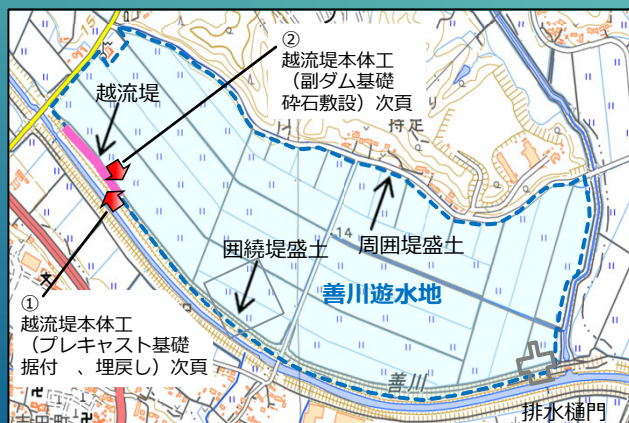 ②
越流堤本体工
（副ダム基礎
砕石敷設）次頁
越流堤
持足
14
囲繞堤盛土
周囲堤盛土
善川遊水地
①
越流堤本体工
（プレキャスト基礎
据付　、埋戻し）次頁
善川
排水樋門